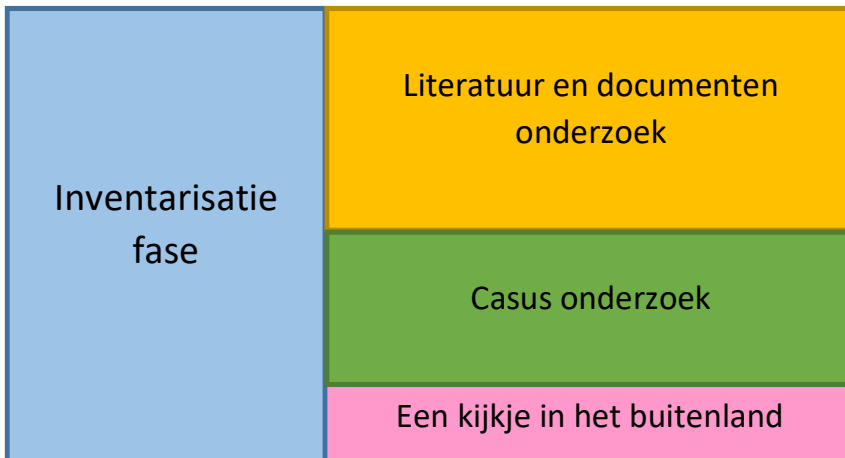 Inventarisatie
fase
Literatuur en documenten
onderzoek
Casus onderzoek
Een kijkje in het buitenland